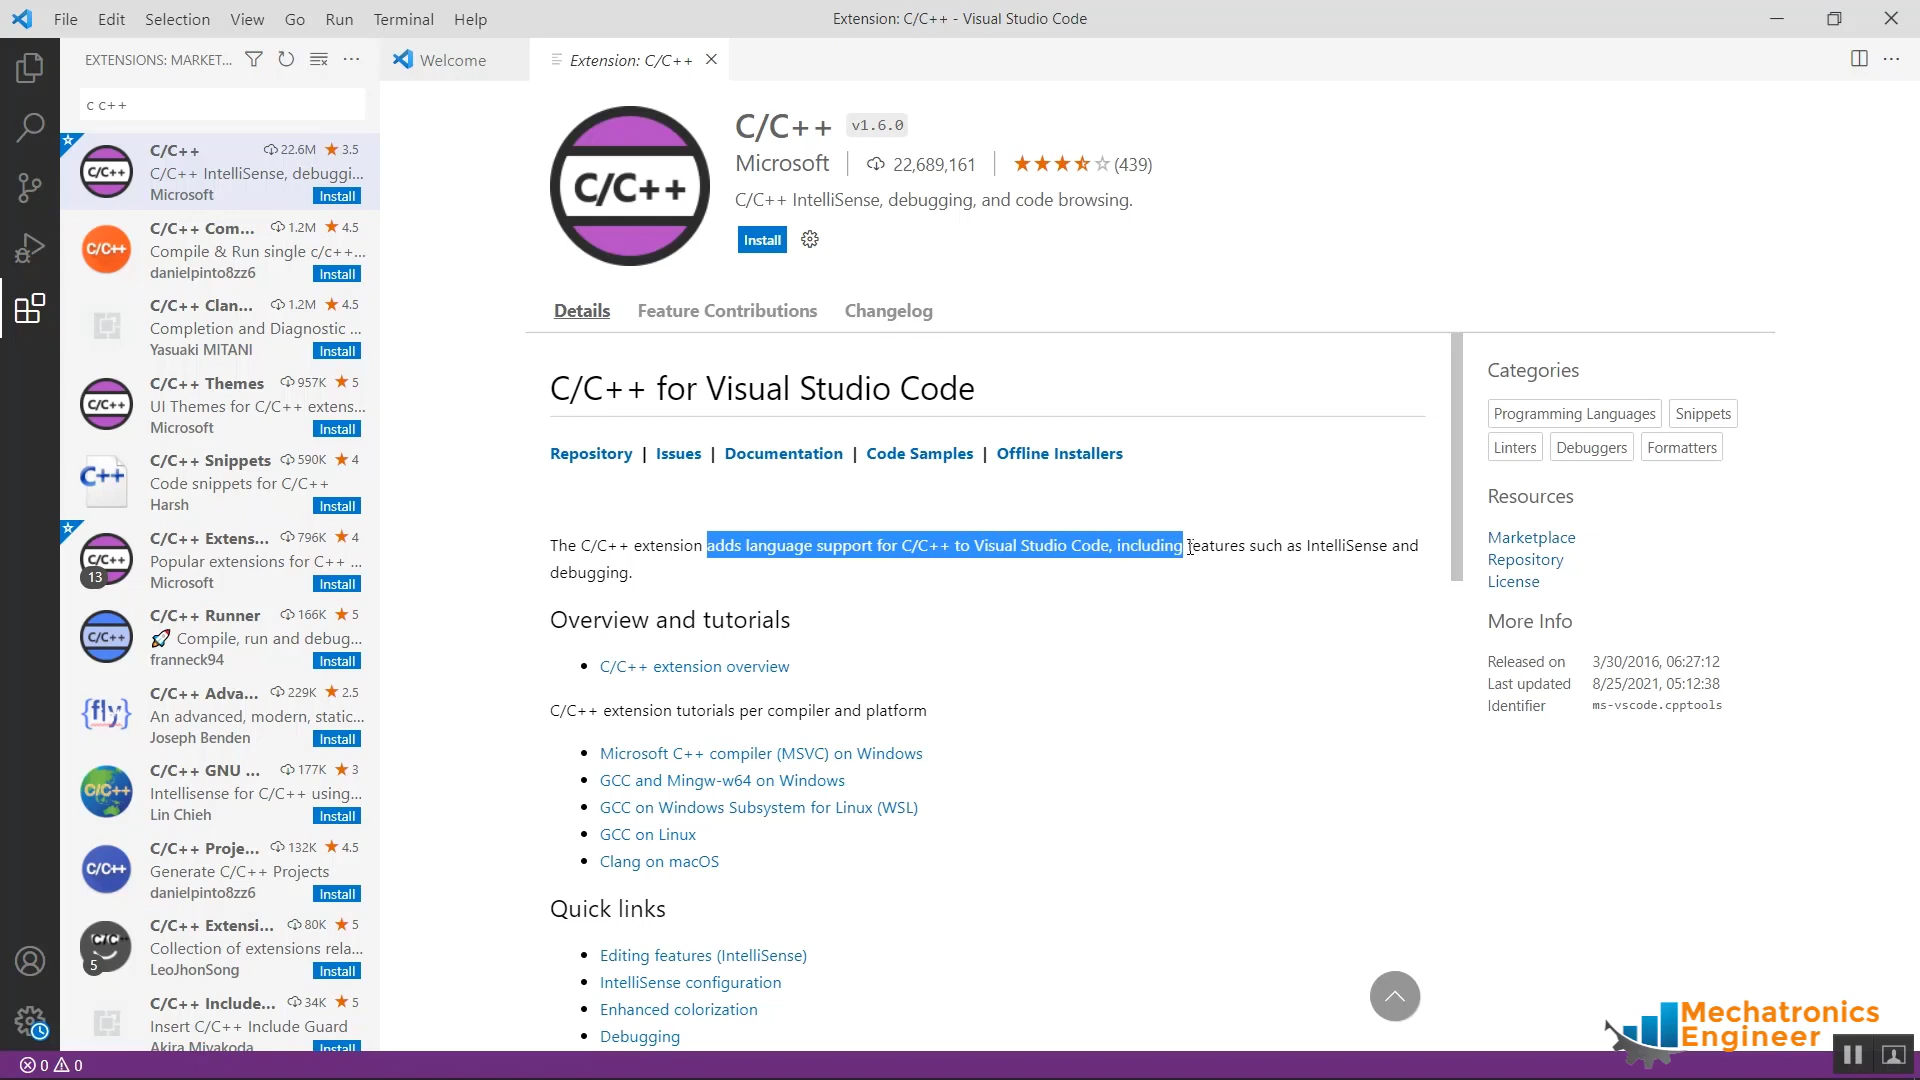 File Edit Selection View Go Run Terminal Help
Extension: C/C++ - Visual Studio Code
EXTENSIONS: MARKET...
Welcome
Extension: C/C++
c c++
C/C++ 22.6M 3.5
C/C++ IntelliSense, debuggi...
Microsoft Install
C/C++ Com... 1.2M 4.5
Compile & Run single c/c++...
danielpinto8zz6 Install
C/C++ Clan... 1.2M 4.5
Completion and Diagnostic ...
Yasuaki MITANI Install
C/C++ Themes 957K 5
UI Themes for C/C++ extens...
Microsoft Install
C/C++ Snippets 590K 4
Code snippets for C/C++
Harsh Install
C/C++ Extens... 796K 4
Popular extensions for C++ ...
13 Microsoft Install
C/C++ Runner 166K 5
Compile, run and debug...
franneck94 Install
C/C++ Adva... 229K 2.5
An advanced, modern, static...
Joseph Benden Install
C/C++ GNU ... 177K 3
Intellisense for C/C++ using...
Lin Chieh Install
C/C++ Proje... 132K 4.5
Generate C/C++ Projects
danielpinto8zz6 Install
C/C++ Extensi... 80K 5
Collection of extensions rela...
5 LeoJhonSong Install
C/C++ Include... 34K 5
Insert C/C++ Include Guard
Akira Miyakoda Install
C/C++
C/C++
C/C++
C/C++
C++
C/C++
C/C++
{fly}
C/C++
C/C++
C/C++
C/C++ v1.6.0
Microsoft 22,689,161 (439)
C/C++ IntelliSense, debugging, and code browsing.
Install
Details Feature Contributions Changelog
C/C++ for Visual Studio Code
Repository | Issues | Documentation | Code Samples | Offline Installers
The C/C++ extension adds language support for C/C++ to Visual Studio Code, including features such as IntelliSense and
debugging.
Overview and tutorials
C/C++ extension overview
C/C++ extension tutorials per compiler and platform
Microsoft C++ compiler (MSVC) on Windows
GCC and Mingw-w64 on Windows
GCC on Windows Subsystem for Linux (WSL)
GCC on Linux
Clang on macOS
Quick links
Editing features (IntelliSense)
IntelliSense configuration
Enhanced colorization
Debugging
Categories
Programming Languages Snippets
Linters Debuggers Formatters
Resources
Marketplace
Repository
License
More Info
Released on 3/30/2016, 06:27:12
Last updated 8/25/2021, 05:12:38
Identifier ms-vscode.cpptools
Mechatronics
Engineer
0 0